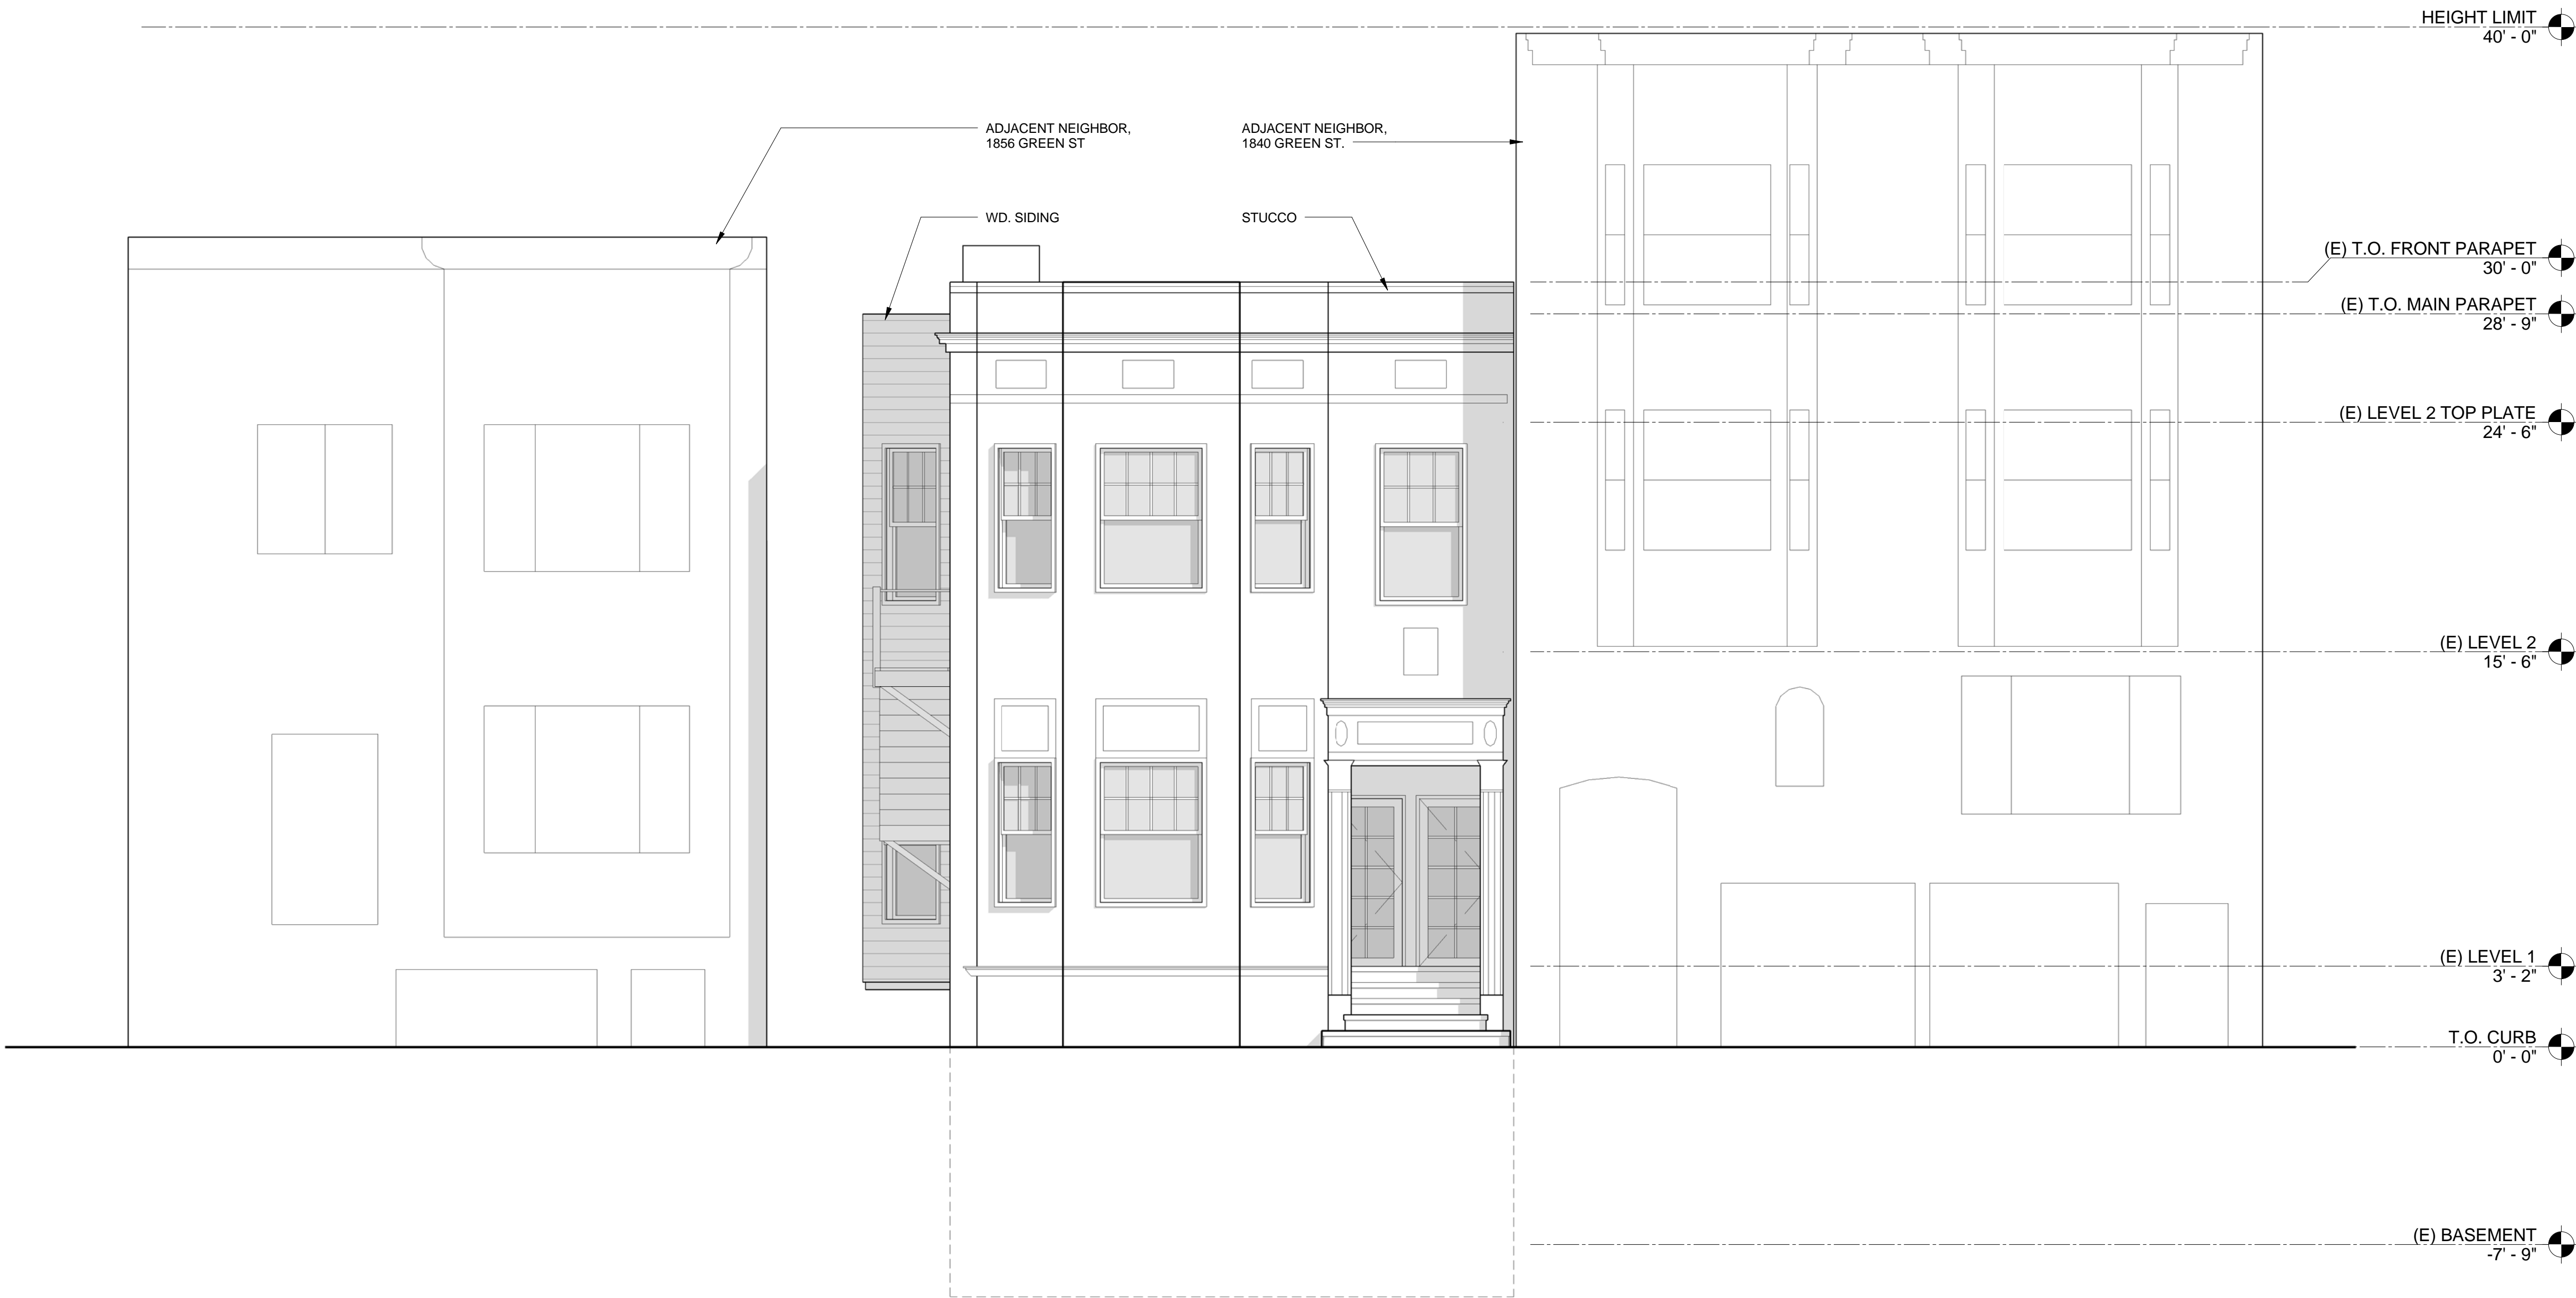 HEIGHT LIMIT
40' - 0"
ADJACENT NEIGHBOR,
1856 GREEN ST
ADJACENT NEIGHBOR,
1840 GREEN ST.
WD. SIDING
STUCCO
(E) T.O. FRONT PARAPET
30' - 0"
(E) T.O. MAIN PARAPET
28' - 9"
(E) LEVEL 2 TOP PLATE
24' - 6"
(E) LEVEL 2
15' - 6"
(E) LEVEL 1
3' - 2"
T.O. CURB
0' - 0"
(E) BASEMENT
-7' - 9"